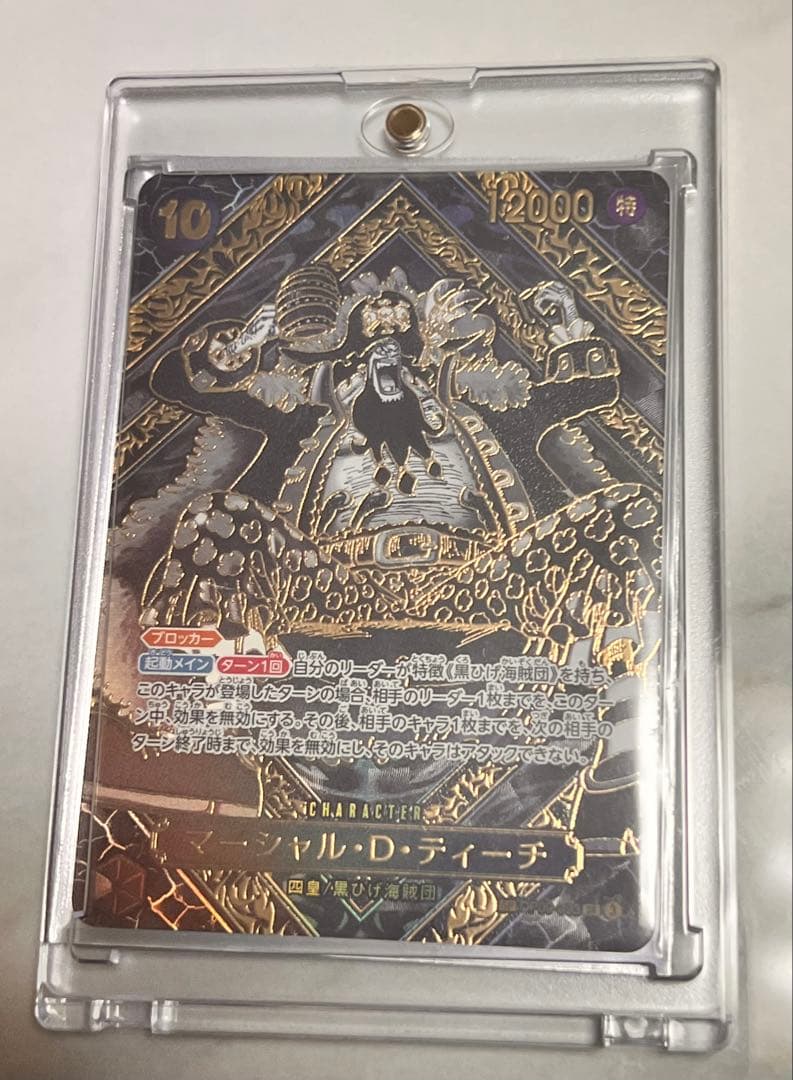 10
12000 特
ブロッカー
起動メイン ターン1回 自分のリーダーが特徴《黒ひげ海賊団》を持ち、
このキャラが登場したターンの場合、相手のリーダー1枚までを、このター
ン中、効果を無効にする。その後、相手のキャラ1枚までを、次の相手の
ターン終了時まで、効果を無効にし、そのキャラはアタックできない。
CHARACTER
マーシャル・D・ティーチ
四皇/黒ひげ海賊団